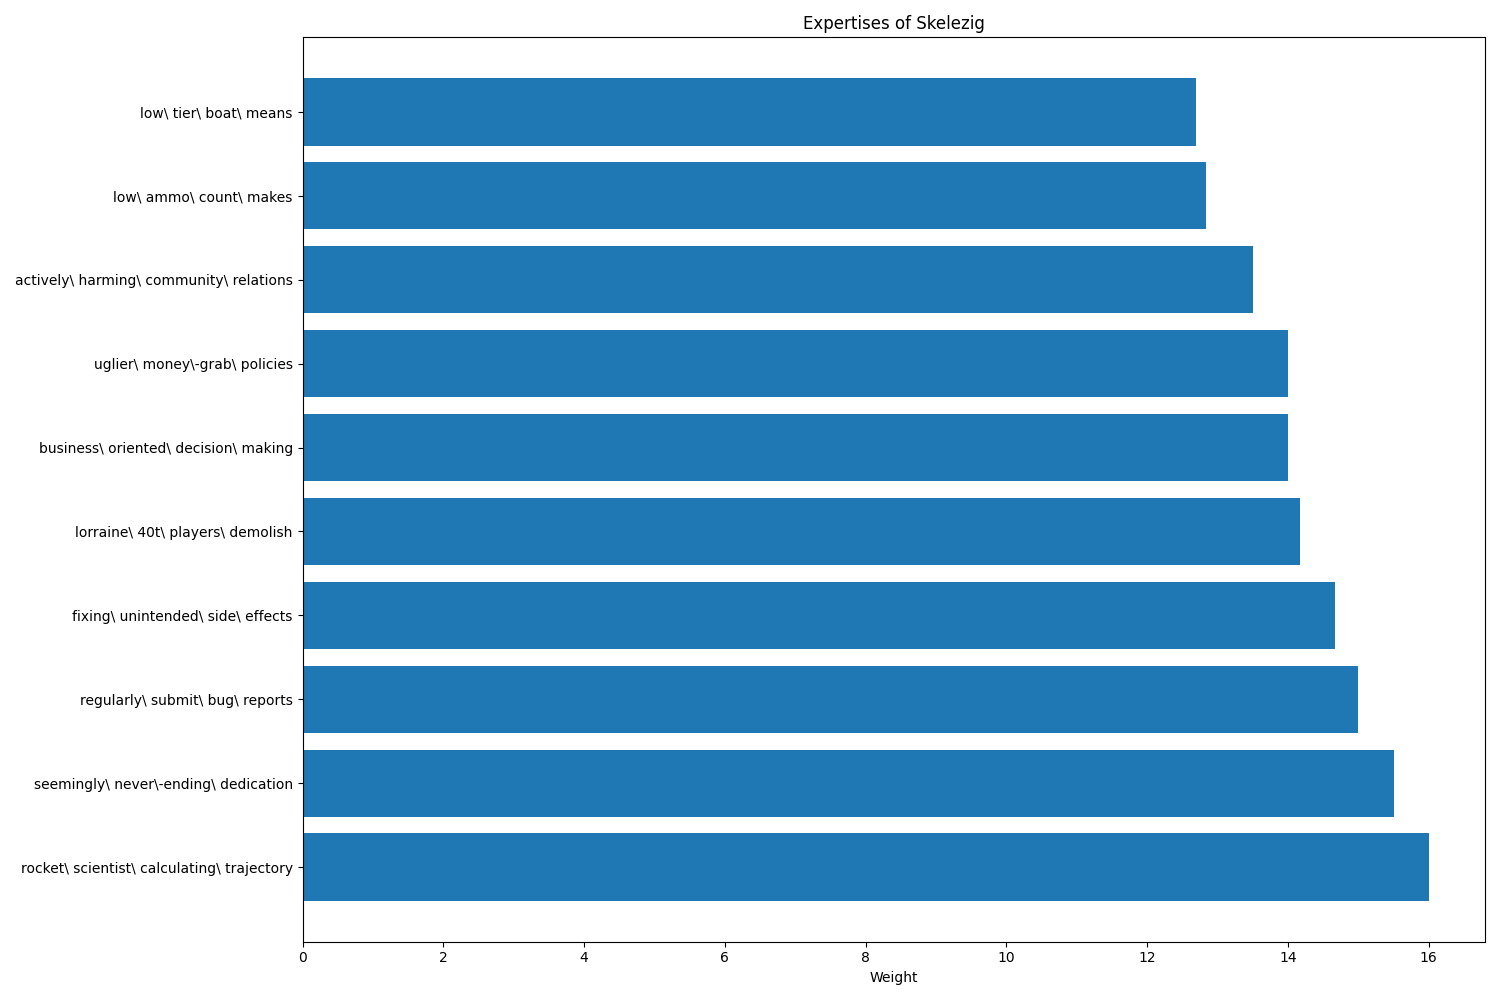 Expertises of Skelezig
low\ tier\ boat\ means
low\ ammo\ count\ makes
actively\ harming\ community\ relations
uglier\ money\-grab\ policies
business\ oriented\ decision\ making
lorraine\ 40t\ players\ demolish
fixing\ unintended\ side\ effects
regularly\ submit\ bug\ reports
seemingly\ never\-ending\ dedication
rocket\ scientist\ calculating\ trajectory
0 2 4 6 8 10 12 14 16
Weight